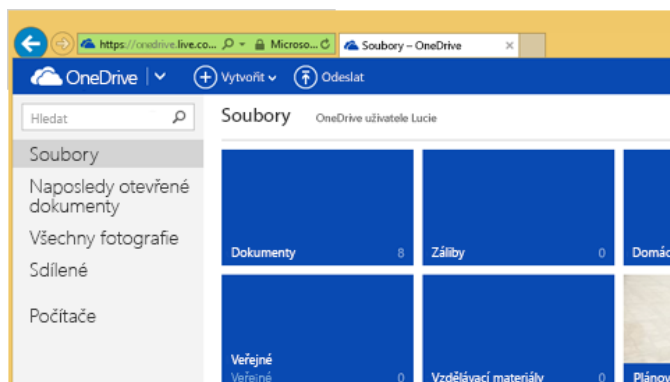 https://onedrive.live.co... Microso... Soubory – OneDrive
OneDrive Vytvořit Odeslat
Hledat
Soubory OneDrive uživatele Lucie
Soubory
Naposledy otevřené
dokumenty
Všechny fotografie
Sdílené
Počítače
Dokumenty 8
Záliby 0
Domác
Veřejné
Veřejné 0
Vzdělávací materiály 0
Plánov